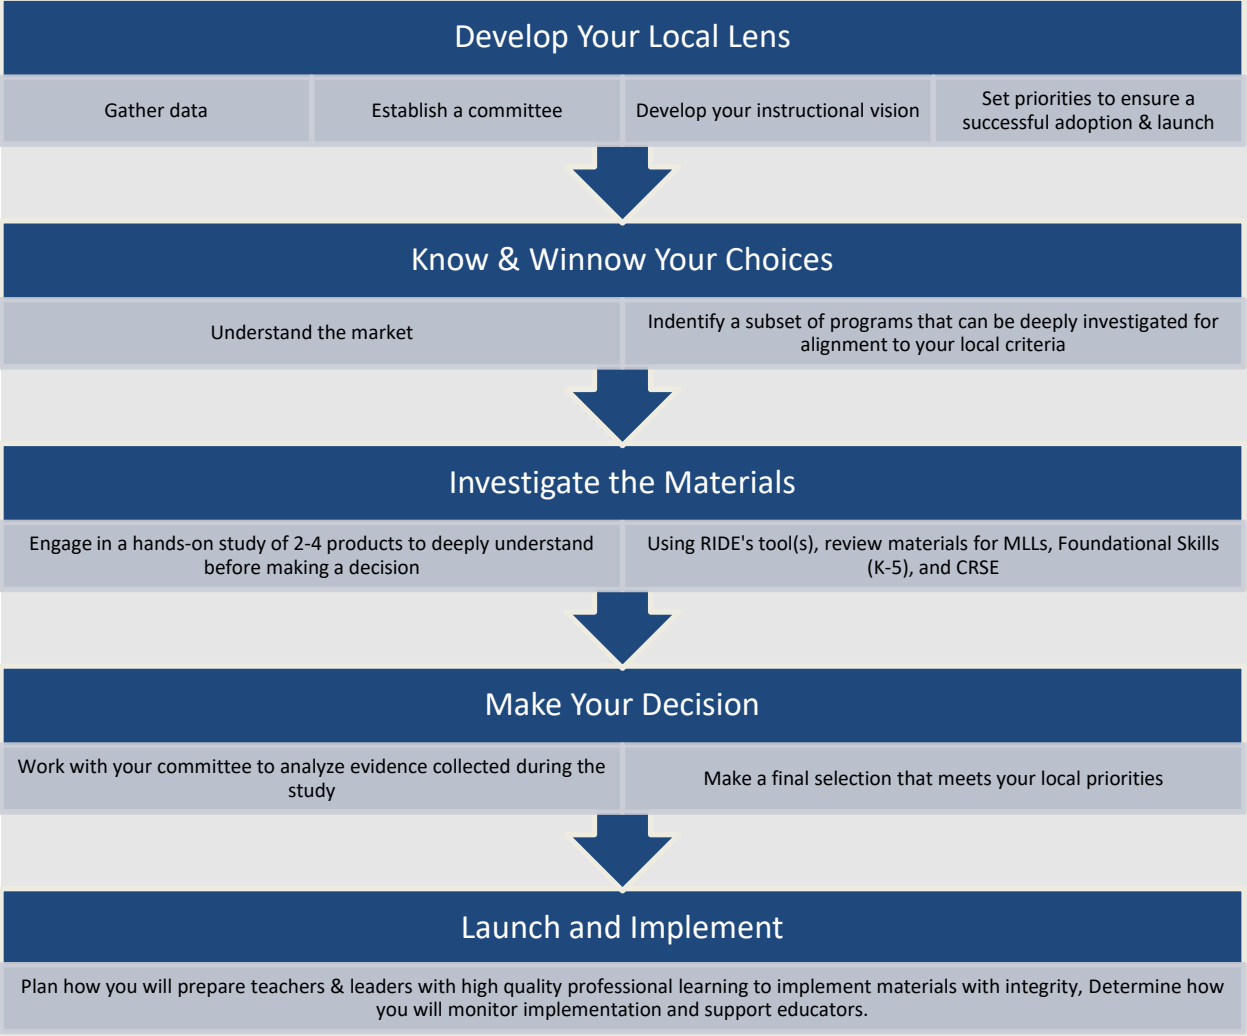 Develop Your Local Lens
Gather data
Establish a committee
Develop your instructional vision
Set priorities to ensure a
successful adoption & launch
Know & Winnow Your Choices
Understand the market
Indentify a subset of programs that can be deeply investigated for
alignment to your local criteria
Investigate the Materials
Engage in a hands-on study of 2-4 products to deeply understand
before making a decision
Using RIDE's tool(s), review materials for MLLs, Foundational Skills
(K-5), and CRSE
Make Your Decision
Work with your committee to analyze evidence collected during the
study
Make a final selection that meets your local priorities
Launch and Implement
Plan how you will prepare teachers & leaders with high quality professional learning to implement materials with integrity, Determine how
you will monitor implementation and support educators.